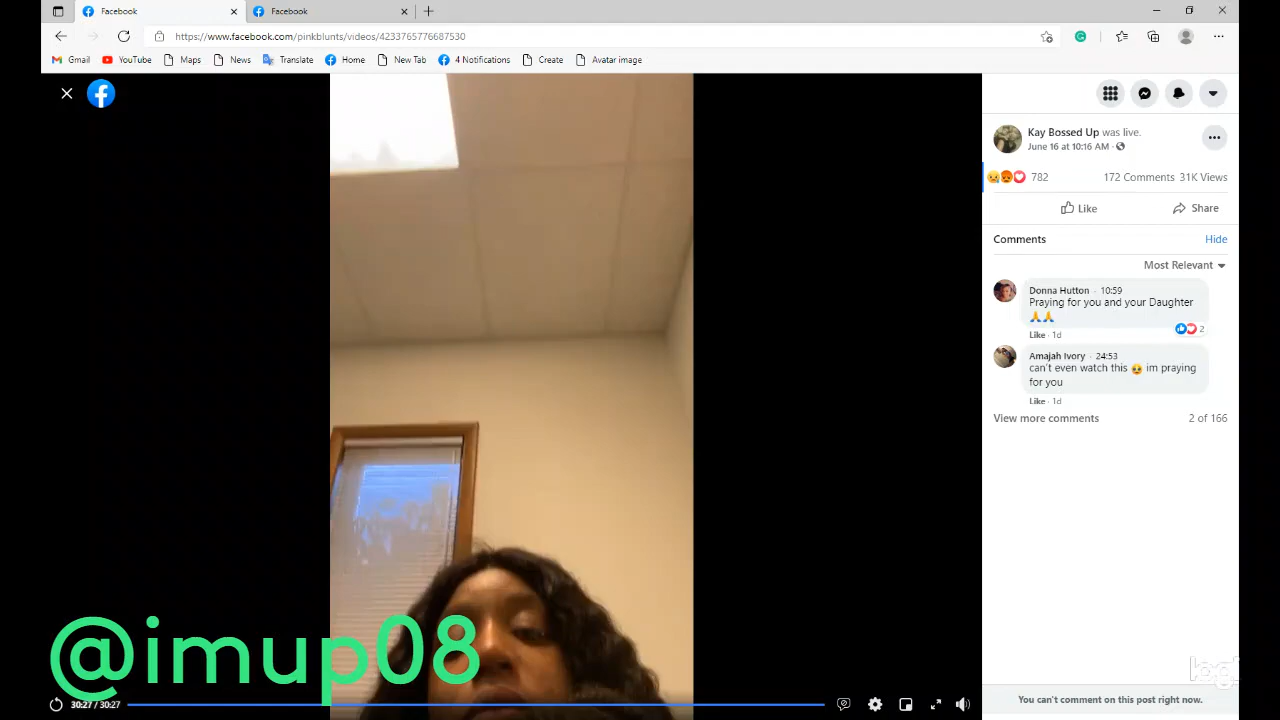 Facebook
Facebook
https://www.facebook.com/pinkblunts/videos/4233765776687530
Gmail
YouTube
Maps
News
Translate
Home
New Tab
4 Notifications
Create
Avatar image
Kay Bossed Up was live.
June 16 at 10:16 AM ·
782
172 Comments 31K Views
Like
Share
Comments
Hide
Most Relevant
Donna Hutton · 10:59
Praying for you and your Daughter
🙏🙏
2
Like · 1d
Amajah Ivory · 24:53
can't even watch this 🥹 im praying
for you
Like · 1d
View more comments
2 of 166
@imup08
30:27 / 30:27
You can't comment on this post right now.